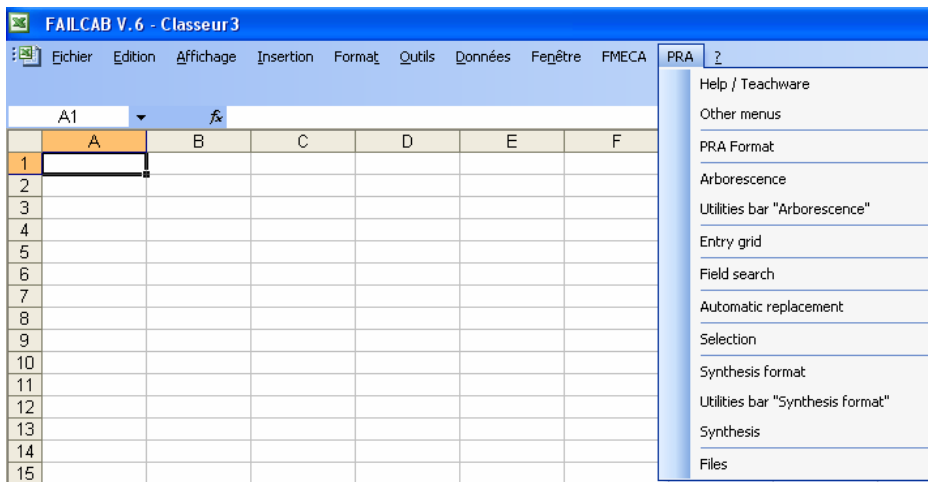 FAILCAB V.6 - Classeur3
Fichier Edition Affichage Insertion Format Outils Données Fenêtre FMECA PRA ?
Help / Teachware
Other menus
PRA Format
Arborescence
Utilities bar "Arborescence"
Entry grid
Field search
Automatic replacement
Selection
Synthesis format
Utilities bar "Synthesis format"
Synthesis
Files
A1 fx
A B C D E F
1
2
3
4
5
6
7
8
9
10
11
12
13
14
15